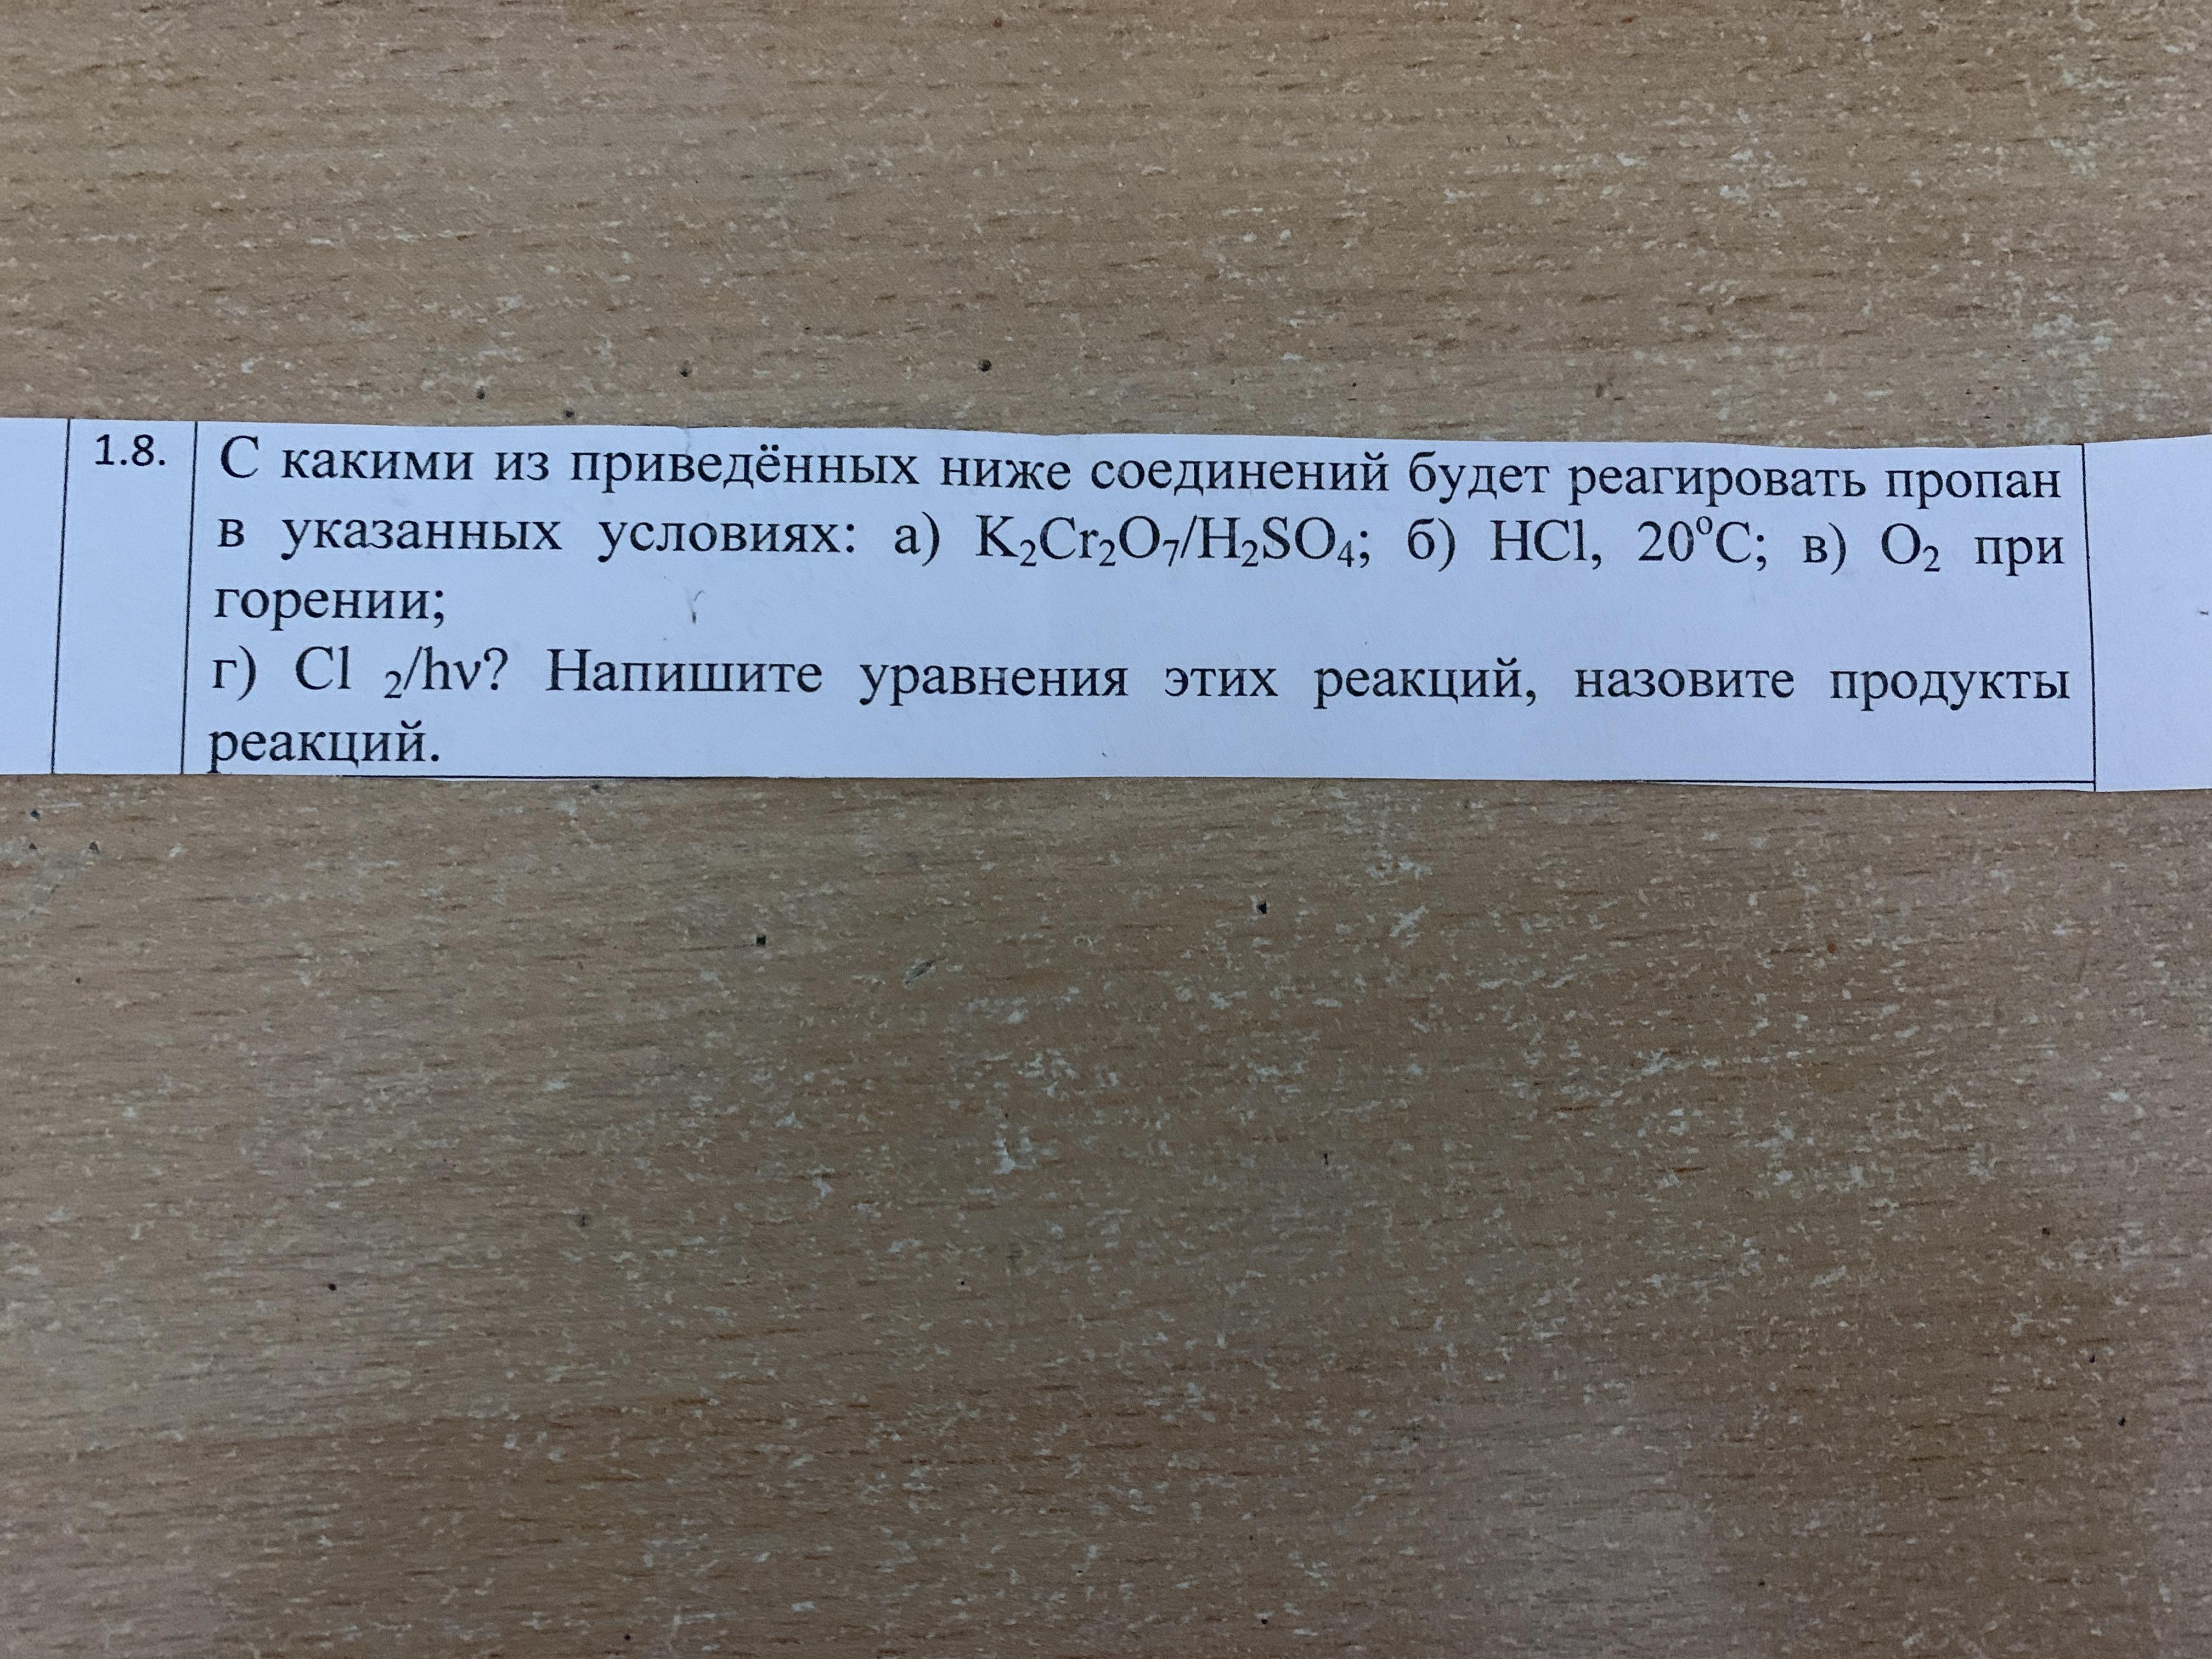 1.8. С какими из приведённых ниже соединений будет реагировать пропан
в указанных условиях: а) K₂Cr₂O₇/H₂SO₄; б) HCl, 20°C; в) O₂ при
горении;
г) Cl ₂/hν? Напишите уравнения этих реакций, назовите продукты
реакций.